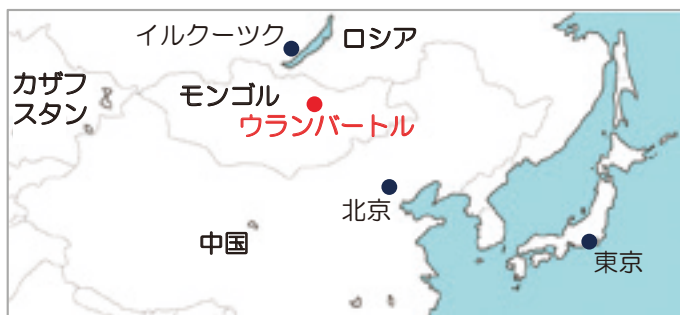 イルクーツク
ロシア
カザフ
スタン
モンゴル
ウランバートル
北京
中国
東京